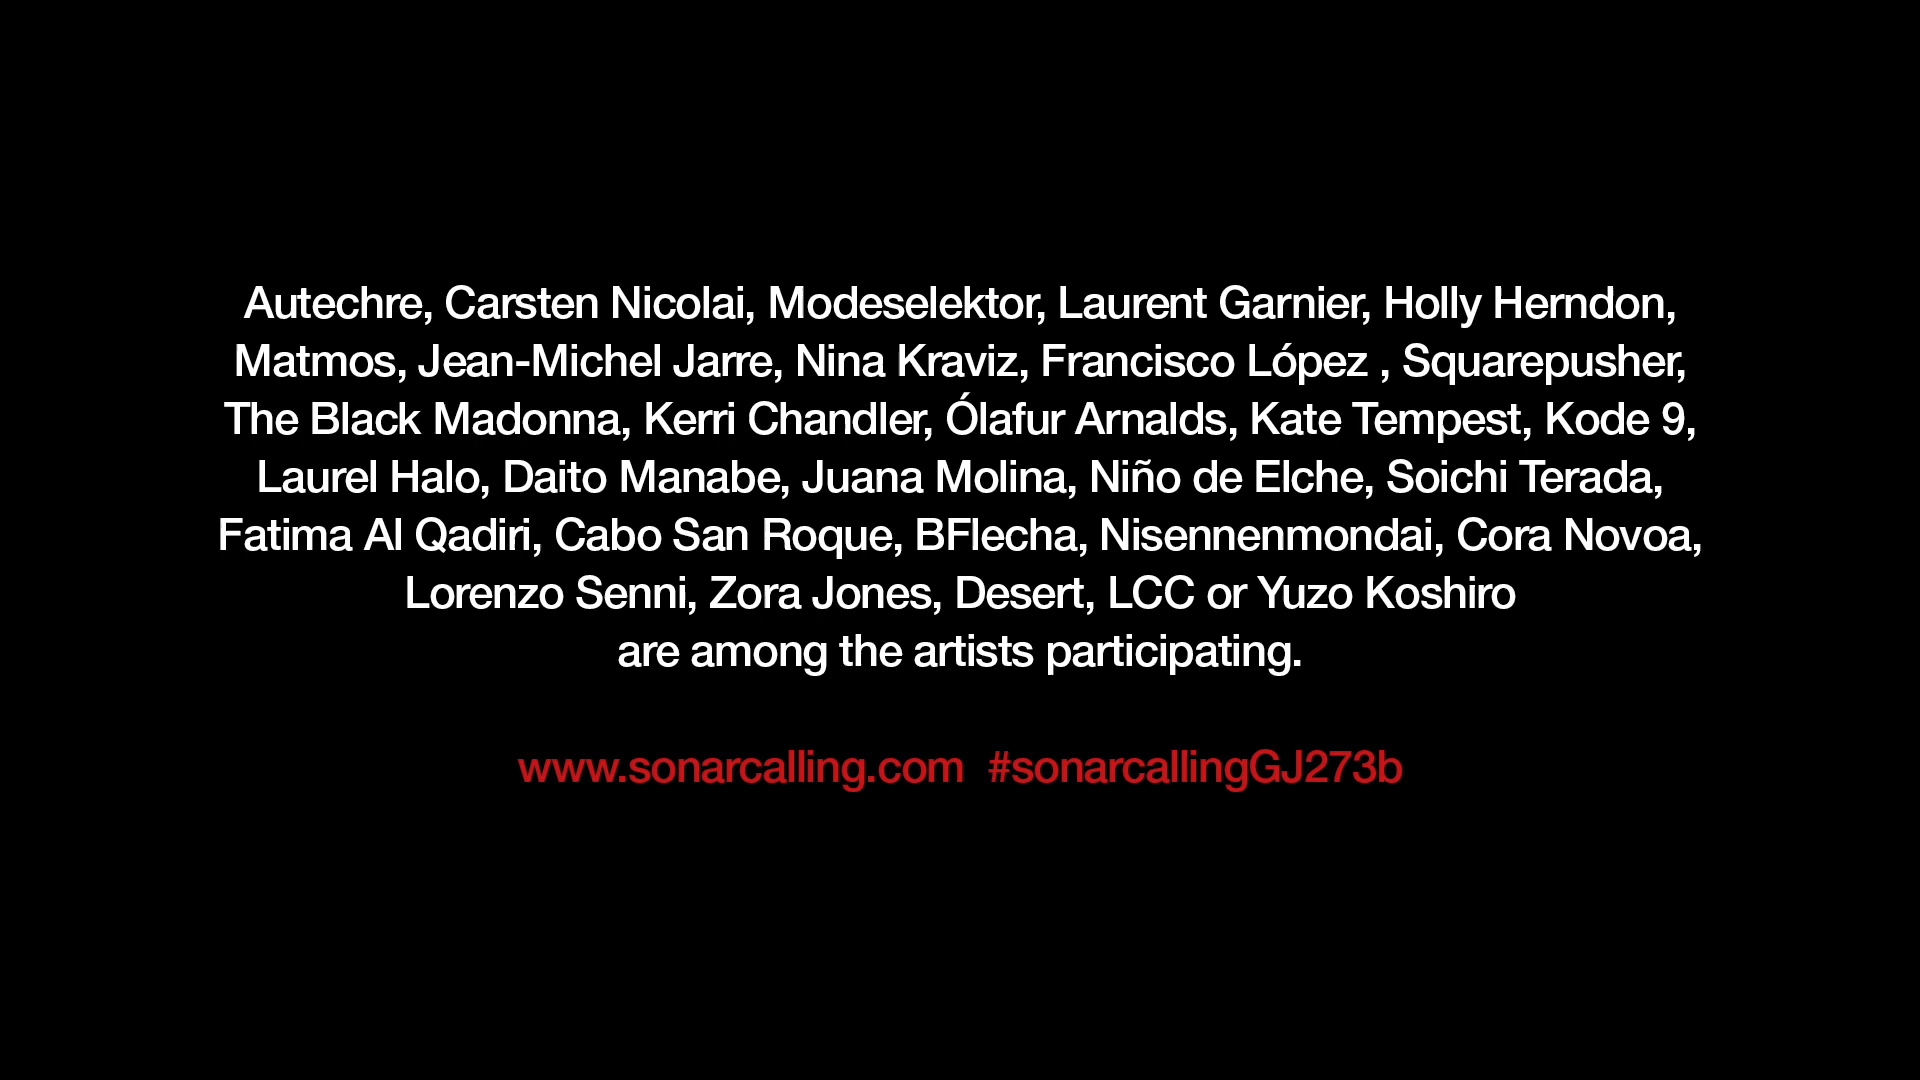 Autechre, Carsten Nicolai, Modeselektor, Laurent Garnier, Holly Herndon,
Matmos, Jean-Michel Jarre, Nina Kraviz, Francisco López , Squarepusher,
The Black Madonna, Kerri Chandler, Ólafur Arnalds, Kate Tempest, Kode 9,
Laurel Halo, Daito Manabe, Juana Molina, Niño de Elche, Soichi Terada,
Fatima Al Qadiri, Cabo San Roque, BFlecha, Nisennenmondai, Cora Novoa,
Lorenzo Senni, Zora Jones, Desert, LCC or Yuzo Koshiro
are among the artists participating.
www.sonarcalling.com #sonarcallingGJ273b